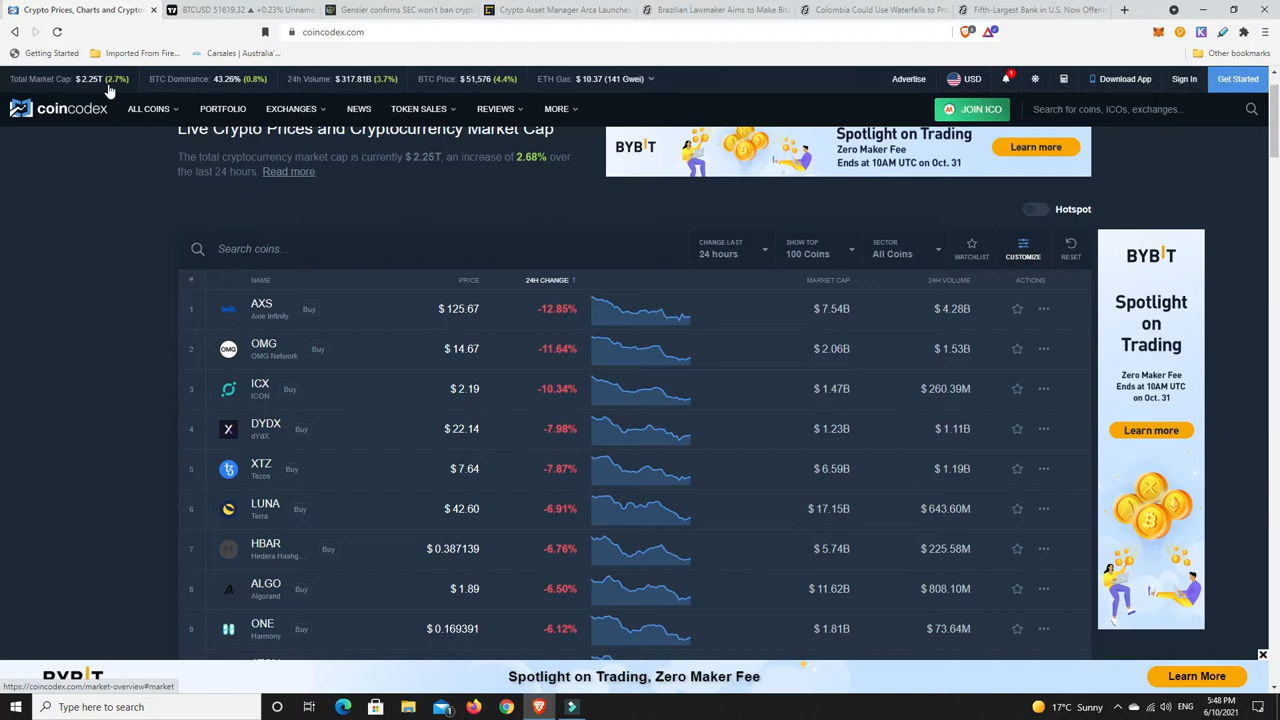 Crypto Prices, Charts and Crypto
BTCUSD 51619.32 ▲ +0.23% Unname
Gensler confirms SEC won't ban crypt
Crypto Asset Manager Arca Launches
Brazilian Lawmaker Aims to Make Bit
Colombia Could Use Waterfalls to Pro
Fifth-Largest Bank in U.S. Now Offerin
coincodex.com
Getting Started
Imported From Fire...
Carsales | Australia'...
Other bookmarks
Total Market Cap: $ 2.25T (2.7%)
BTC Dominance: 43.26% (0.8%)
24h Volume: $ 317.81B (3.7%)
BTC Price: $ 51,576 (4.4%)
ETH Gas: $ 10.37 (141 Gwei)
Advertise
USD
1
Download App
Sign In
Get Started
coincodex
ALL COINS
PORTFOLIO
EXCHANGES
NEWS
TOKEN SALES
REVIEWS
MORE
JOIN ICO
Search for coins, ICOs, exchanges...
Live Crypto Prices and Cryptocurrency Market Cap
The total cryptocurrency market cap is currently $ 2.25T, an increase of 2.68% over
the last 24 hours. Read more
BYBIT
Spotlight on Trading
Zero Maker Fee
Ends at 10AM UTC on Oct. 31
Learn more
Hotspot
Search coins...
CHANGE LAST
24 hours
SHOW TOP
100 Coins
SECTOR
All Coins
WATCHLIST
CUSTOMIZE
RESET
# NAME PRICE 24H CHANGE ↑ MARKET CAP 24H VOLUME ACTIONS
1 AXS Axie Infinity Buy $ 125.67 -12.85% $ 7.54B $ 4.28B
2 OMG OMG Network Buy $ 14.67 -11.64% $ 2.06B $ 1.53B
3 ICX ICON Buy $ 2.19 -10.34% $ 1.47B $ 260.39M
4 DYDX dYdX Buy $ 22.14 -7.98% $ 1.23B $ 1.11B
5 XTZ Tezos Buy $ 7.64 -7.87% $ 6.59B $ 1.19B
6 LUNA Terra Buy $ 42.60 -6.91% $ 17.15B $ 643.60M
7 HBAR Hedera Hashg... Buy $ 0.387139 -6.76% $ 5.74B $ 225.58M
8 ALGO Algorand Buy $ 1.89 -6.50% $ 11.62B $ 808.10M
9 ONE Harmony Buy $ 0.169391 -6.12% $ 1.81B $ 73.64M
BYBIT
Spotlight
on
Trading
Zero Maker Fee
Ends at 10AM UTC
on Oct. 31
Learn more
BYBIT
Spotlight on Trading, Zero Maker Fee
Learn More
https://coincodex.com/market-overview#market
Type here to search
17°C Sunny
5:48 PM
6/10/2021